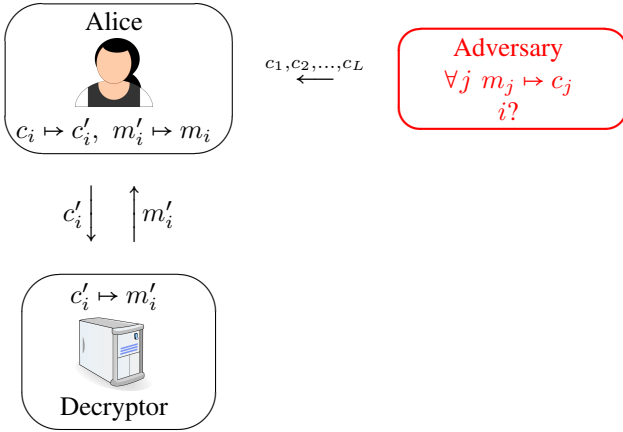 Alice
c_i ↦ c'_i, m'_i ↦ m_i
c_1,c_2,...,c_L
Adversary
∀j m_j ↦ c_j
i?
c'_i m'_i
c'_i ↦ m'_i
Decryptor